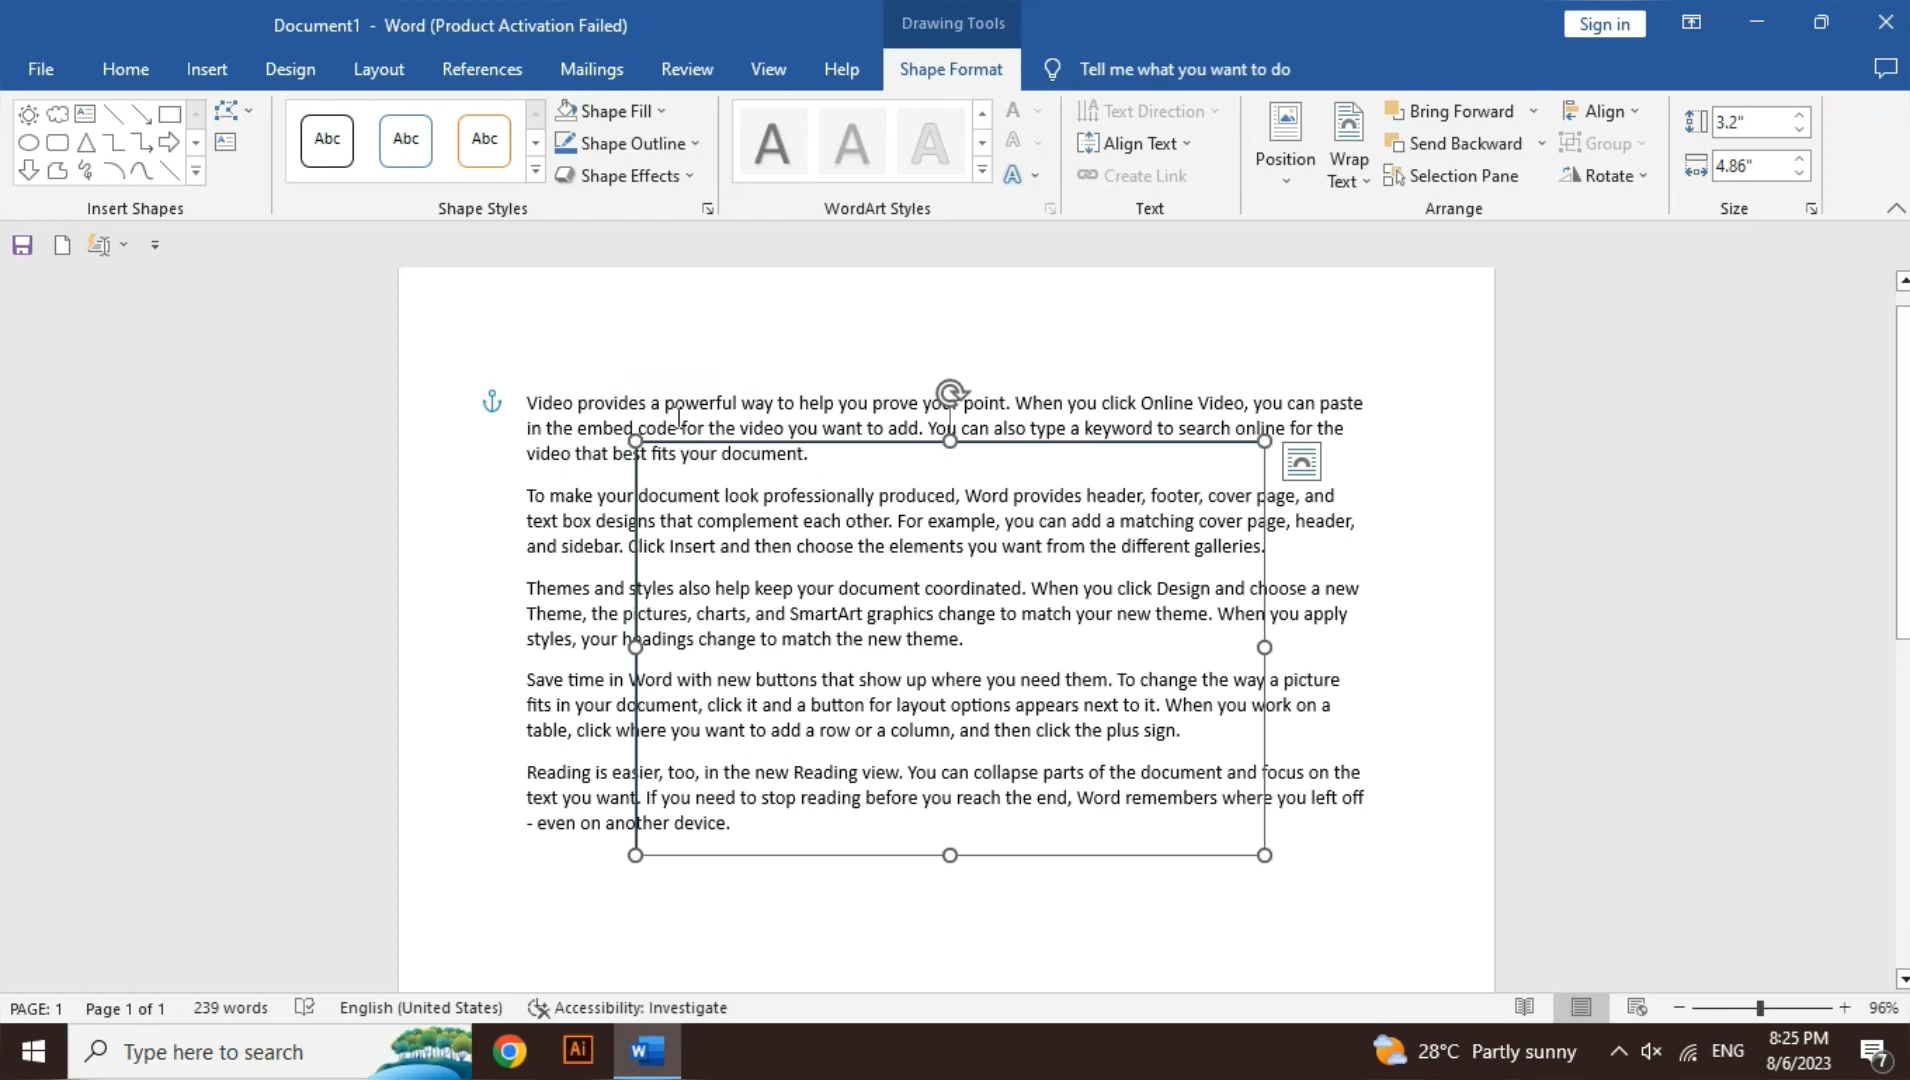 Document1 - Word (Product Activation Failed)
Drawing Tools
Sign in
File
Home
Insert
Design
Layout
References
Mailings
Review
View
Help
Shape Format
Tell me what you want to do
Abc
Abc
Abc
Shape Fill
Shape Outline
Shape Effects
A
A
A
A
A
A
Text Direction
Align Text
Create Link
Position
Wrap
Text
Bring Forward
Send Backward
Selection Pane
Align
Group
Rotate
3.2"
4.86"
Insert Shapes
Shape Styles
WordArt Styles
Text
Arrange
Size
Video provides a powerful way to help you prove your point. When you click Online Video, you can paste
in the embed code for the video you want to add. You can also type a keyword to search online for the
video that best fits your document.
To make your document look professionally produced, Word provides header, footer, cover page, and
text box designs that complement each other. For example, you can add a matching cover page, header,
and sidebar. Click Insert and then choose the elements you want from the different galleries.
Themes and styles also help keep your document coordinated. When you click Design and choose a new
Theme, the pictures, charts, and SmartArt graphics change to match your new theme. When you apply
styles, your headings change to match the new theme.
Save time in Word with new buttons that show up where you need them. To change the way a picture
fits in your document, click it and a button for layout options appears next to it. When you work on a
table, click where you want to add a row or a column, and then click the plus sign.
Reading is easier, too, in the new Reading view. You can collapse parts of the document and focus on the
text you want. If you need to stop reading before you reach the end, Word remembers where you left off
- even on another device.
PAGE: 1
Page 1 of 1
239 words
English (United States)
Accessibility: Investigate
96%
Type here to search
Ai
W
28°C Partly sunny
ENG
8:25 PM
8/6/2023
7